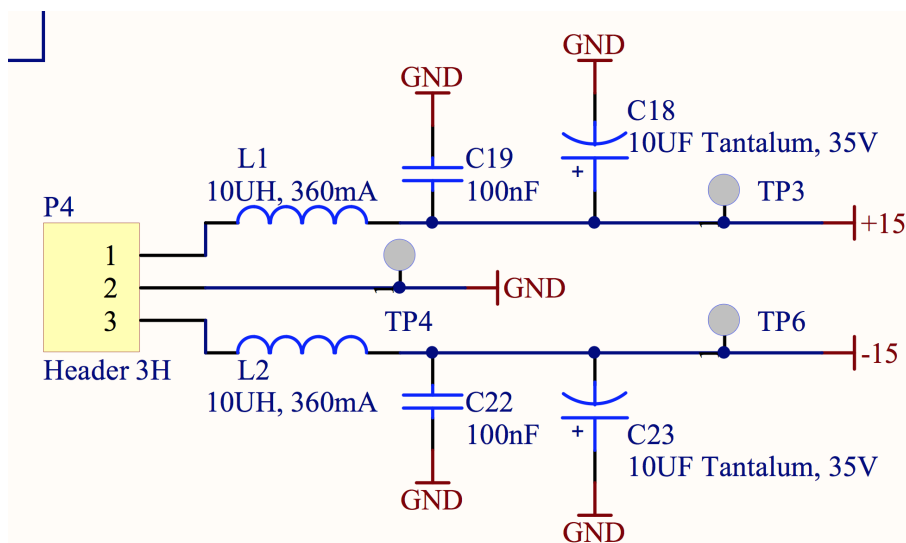 GND
GND
C18
10UF Tantalum, 35V
+
L1
10UH, 360mA
C19
100nF
TP3
P4
+15
1
2
3
GND
TP4
TP6
-15
Header 3H
L2
10UH, 360mA
C22
100nF
+
C23
10UF Tantalum, 35V
GND
GND